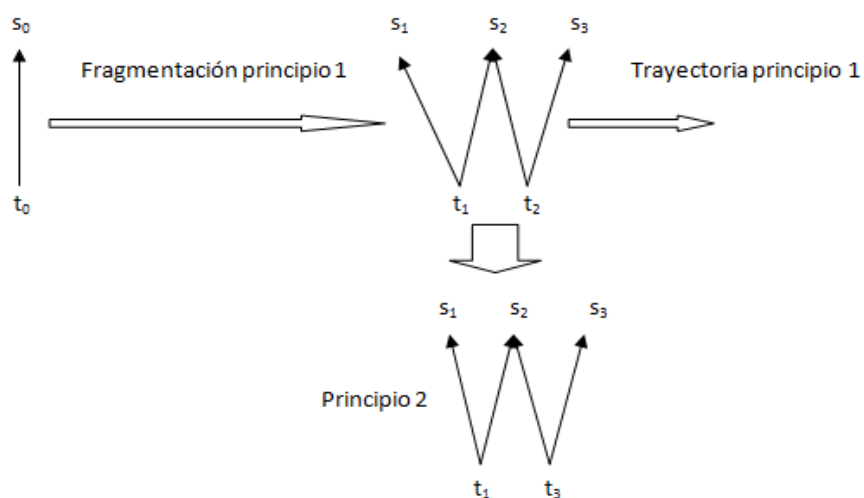 s₀
s₁ s₂ s₃
Fragmentación principio 1
Trayectoria principio 1
t₀
t₁ t₂
s₁ s₂ s₃
Principio 2
t₁ t₃